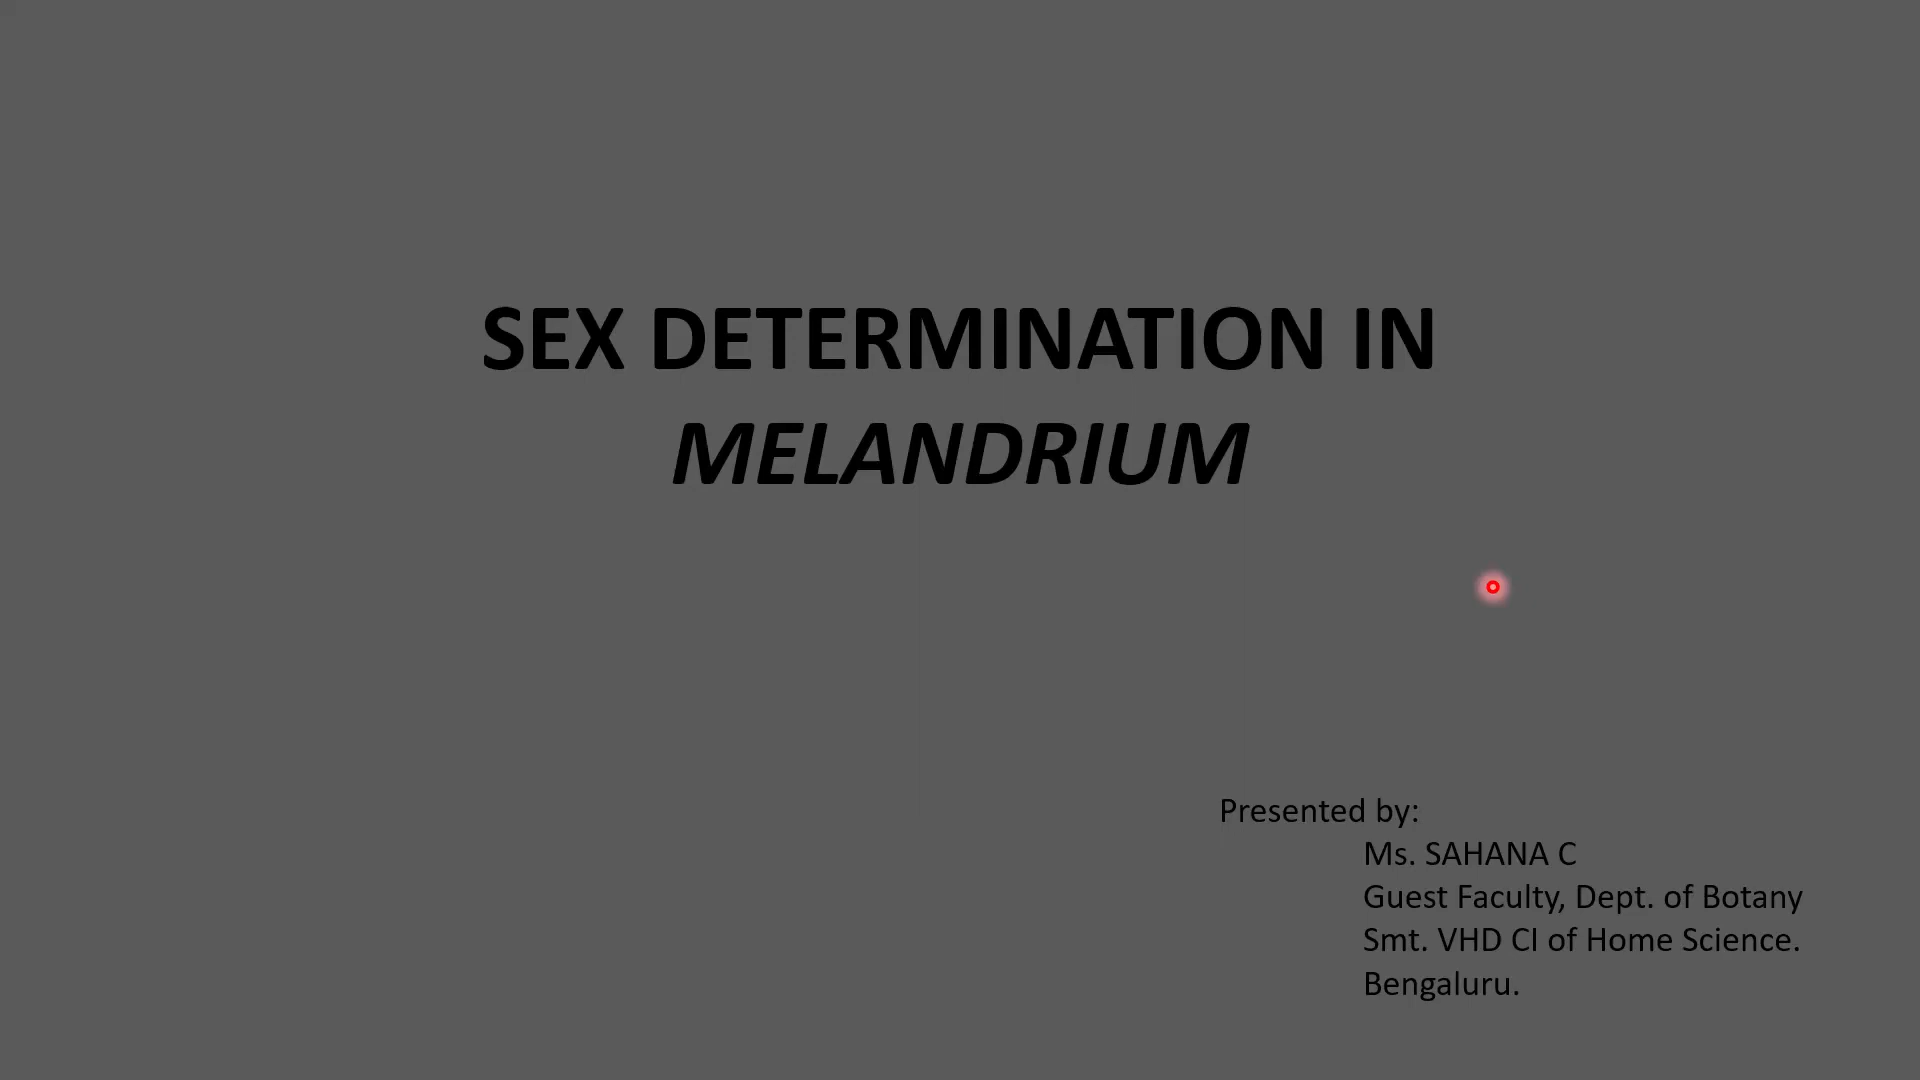 SEX DETERMINATION IN
MELANDRIUM
Presented by:
Ms. SAHANA C
Guest Faculty, Dept. of Botany
Smt. VHD CI of Home Science.
Bengaluru.